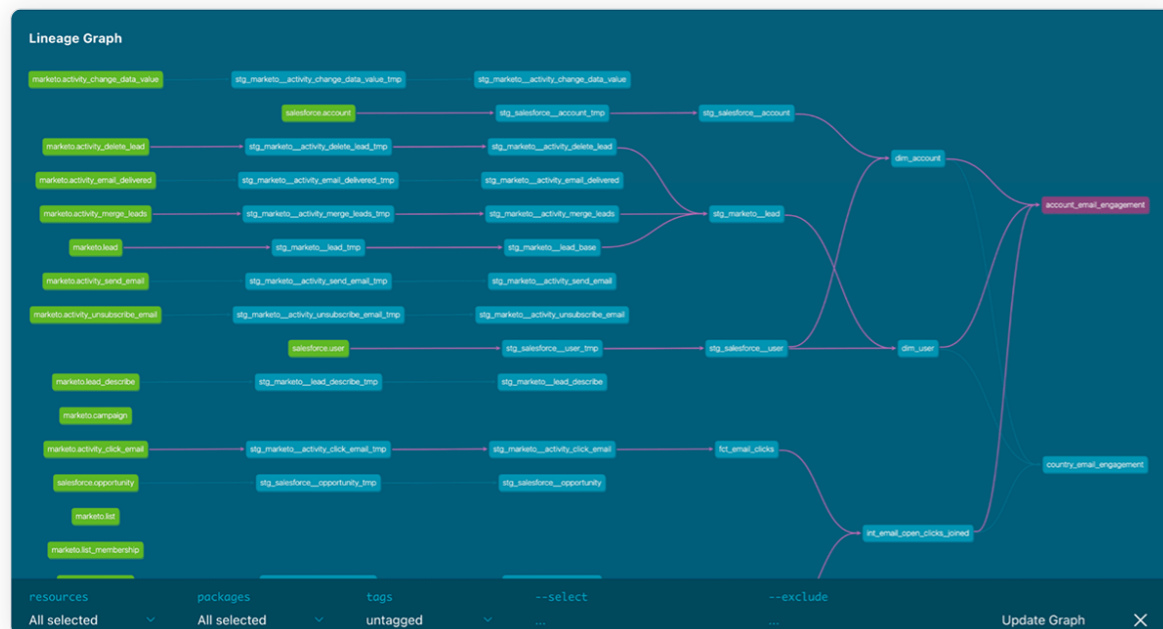 Lineage Graph
marketo.activity_change_data_value stg_marketo__activity_change_data_value_tmp stg_marketo__activity_change_data_value
salesforce.account stg_salesforce__account_tmp stg_salesforce__account
marketo.activity_delete_lead stg_marketo__activity_delete_lead_tmp stg_marketo__activity_delete_lead
dim_account
marketo.activity_email_delivered stg_marketo__activity_email_delivered_tmp stg_marketo__activity_email_delivered
account_email_engagement
marketo.activity_merge_leads stg_marketo__activity_merge_leads_tmp stg_marketo__activity_merge_leads stg_marketo__lead
marketo.lead stg_marketo__lead_tmp stg_marketo__lead_base
marketo.activity_send_email stg_marketo__activity_send_email_tmp stg_marketo__activity_send_email
marketo.activity_unsubscribe_email stg_marketo__activity_unsubscribe_email_tmp stg_marketo__activity_unsubscribe_email
salesforce.user stg_salesforce__user_tmp stg_salesforce__user dim_user
marketo.lead_describe stg_marketo__lead_describe_tmp stg_marketo__lead_describe
marketo.campaign
marketo.activity_click_email stg_marketo__activity_click_email_tmp stg_marketo__activity_click_email fct_email_clicks
country_email_engagement
salesforce.opportunity stg_salesforce__opportunity_tmp stg_salesforce__opportunity
marketo.list
int_email_open_clicks_joined
marketo.list_membership
resources packages tags --select --exclude
All selected All selected untagged ... ... Update Graph